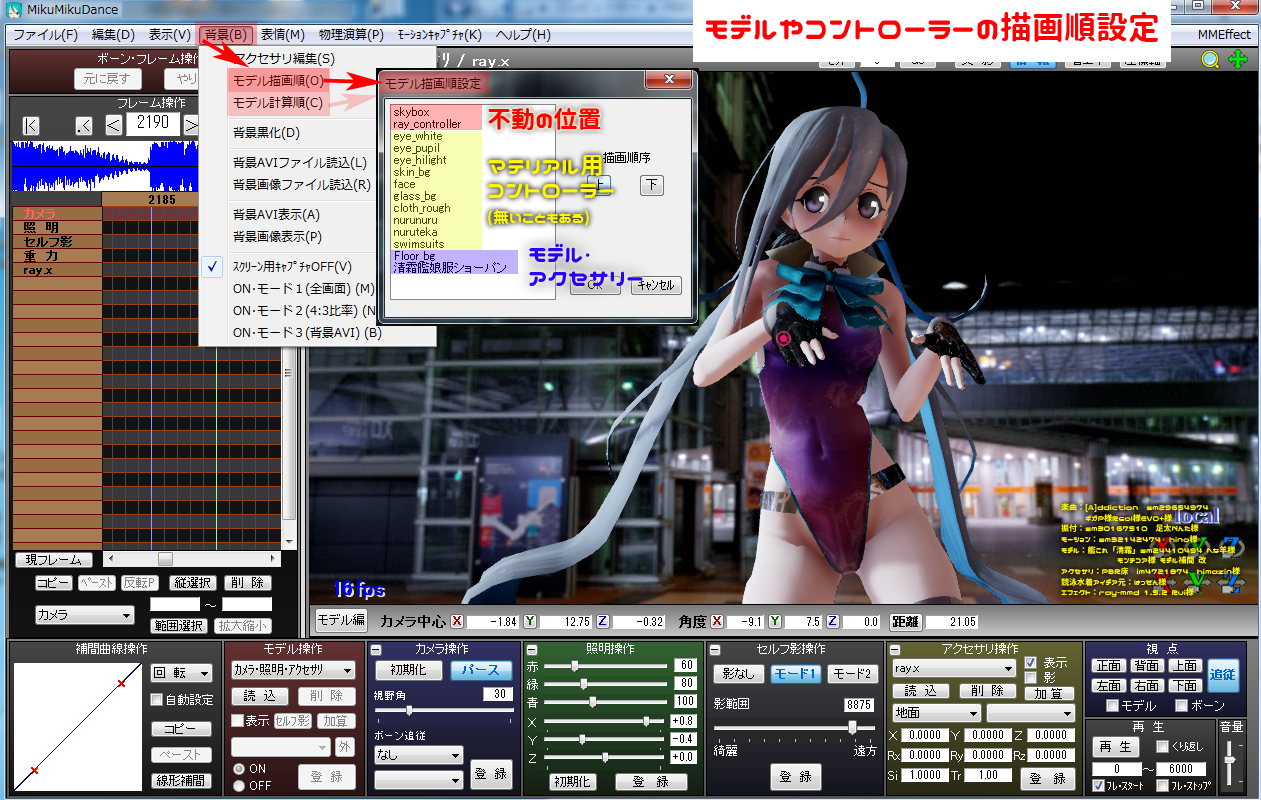 MikuMikuDance
モデルやコントローラーの描画順設定
ファイル(F) 編集(D) 表示(V) 背景(B) 表情(M) 物理演算(P) ﾓｰｼｮﾝｷｬﾌﾟﾁｬ(K) ヘルプ(H)
MMEffect
ボーン・フレーム操作
元に戻す
やり
フレーム操作
2190
2185
カメラ
照 明
セルフ影
重 力
ray.x
アクセサリ編集(S)
モデル描画順(O)
モデル計算順(C)
背景黒化(D)
背景AVIファイル読込(L)
背景画像ファイル読込(R)
背景AVI表示(A)
背景画像表示(P)
ｽｸﾘｰﾝ用ｷｬﾌﾟﾁｬOFF(V)
ON･モード１(全画面) (M)
ON･モード２(4:3比率) (N
ON･モード３(背景AVI) (B)
/ ray.x
モデル描画順設定
skybox
ray_controller
eye_white
eye_pupil
eye_hilight
skin_bg
face
glass_bg
cloth_rough
nurunuru
nuruteka
swimsuits
Floor_bg
清霜艦娘服ショーパン
不動の位置
マテリアル用
コントローラー
(無いこともある)
モデル・
アクセサリー
描画順序
上
下
OK
ｷｬﾝｾﾙ
楽曲：[A]ddiction sm29654974
local
エフェクト：ray-mmd 1.5.2 Rui様
16 fps
現フレーム
コピー ペースト 反転P 縦選択 削 除
カメラ
～
範囲選択 拡大縮小
モデル編
カメラ中心 X -1.84 Y 12.75 Z -0.32 角度 X -9.1 Y 7.5 Z 0.0 距離 21.05
補間曲線操作
回 転
自動設定
コピー
ペースト
線形補間
モデル操作
ｶﾒﾗ･照明･ｱｸｾｻﾘ
読 込 削 除
表示 ｾﾙﾌ影 加算
外
ON
OFF
登 録
カメラ操作
初期化 パース
視野角 30
ボーン追従
なし
登 録
照明操作
赤 60
緑 80
青 100
X +0.8
Y -0.4
Z +0.0
初期化 登 録
セルフ影操作
影なし モード1 モード2
影範囲 8875
綺麗 遠方
登 録
アクセサリ操作
ray.x 表示
影
読 込 削 除 加 算
地面
X 0.0000 Y 0.0000 Z 0.0000
Rx 0.0000 Ry 0.0000 Rz 0.0000
Si 1.0000 Tr 1.00 登 録
視 点
正面 背面 上面 追従
左面 右面 下面
モデル ボーン
再 生
再 生 くり返し
0 ～ 6000
ﾌﾚ･ｽﾀｰﾄ ﾌﾚ･ｽﾄｯﾌﾟ
音量